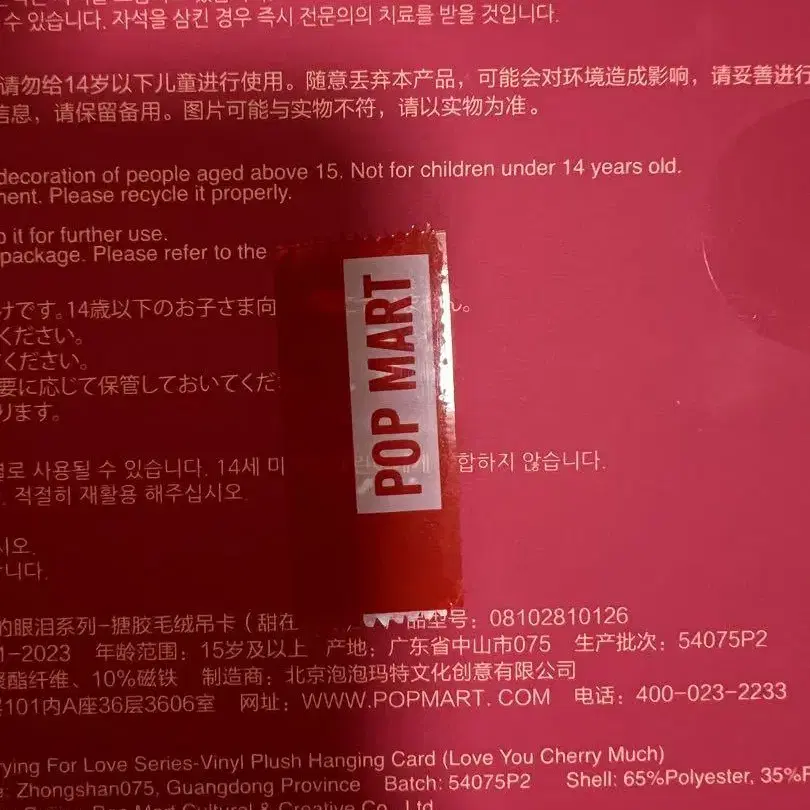 수 있습니다. 자석을 삼킨 경우 즉시 전문의의 치료를 받을 것입니다.
请勿给14岁以下儿童进行使用。随意丢弃本产品，可能会对环境造成影响，请妥善进行
信息，请保留备用。图片可能与实物不符，请以实物为准。
decoration of people aged above 15. Not for children under 14 years old.
ment. Please recycle it properly.
it for further use.
package. Please refer to the
けです。14歳以下のお子さま向 ん。
ください。
ください。
要に応じて保管しておいてくだ
ります。
POP MART
로 사용될 수 있습니다. 14세 미 합하지 않습니다.
적절히 재활용 해주십시오.
시오.
니다.
的眼泪系列-搪胶毛绒吊卡（甜在 品型号：08102810126
1-2023 年龄范围：15岁及以上 产地：广东省中山市075 生产批次：54075P2
聚酯纤维、10%磁铁 制造商：北京泡泡玛特文化创意有限公司
101内A座36层3606室 网址：WWW.POPMART.COM 电话：400-023-2233
ying For Love Series-Vinyl Plush Hanging Card (Love You Cherry Much)
: Zhongshan075, Guangdong Province Batch: 54075P2 Shell: 65%Polyester, 35%
Pop Mart Cultural & Creative Co., Ltd.